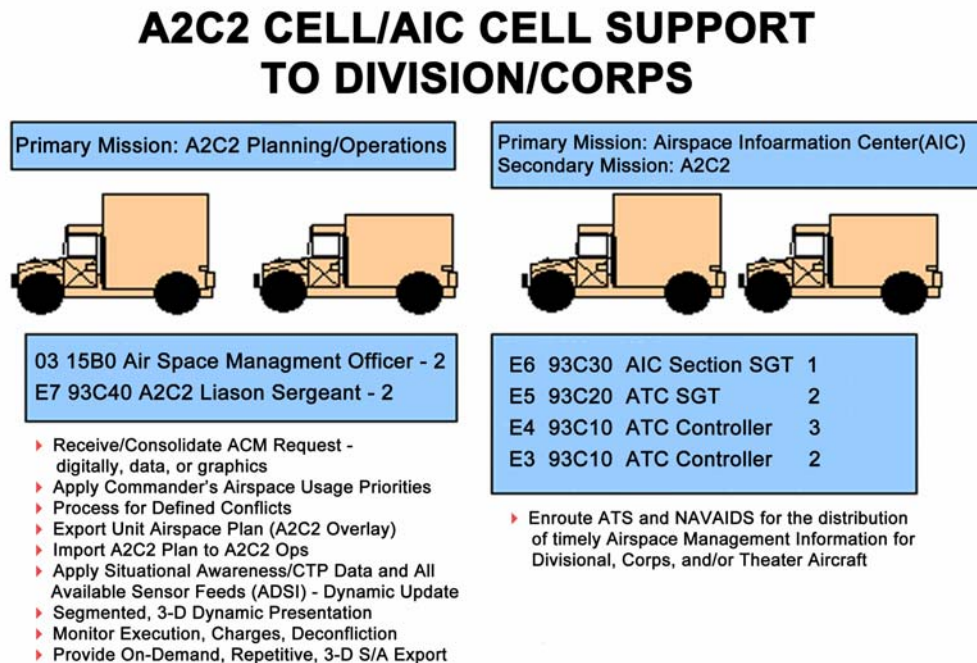 A2C2 CELL/AIC CELL SUPPORT
TO DIVISION/CORPS
Primary Mission: A2C2 Planning/Operations
03 15B0 Air Space Managment Officer - 2
E7 93C40 A2C2 Liason Sergeant - 2
Receive/Consolidate ACM Request -
digitally, data, or graphics
Apply Commander's Airspace Usage Priorities
Process for Defined Conflicts
Export Unit Airspace Plan (A2C2 Overlay)
Import A2C2 Plan to A2C2 Ops
Apply Situational Awareness/CTP Data and All
Available Sensor Feeds (ADSI) - Dynamic Update
Segmented, 3-D Dynamic Presentation
Monitor Execution, Charges, Deconfliction
Provide On-Demand, Repetitive, 3-D S/A Export
Primary Mission: Airspace Infoarmation Center(AIC)
Secondary Mission: A2C2
E6 93C30 AIC Section SGT 1
E5 93C20 ATC SGT 2
E4 93C10 ATC Controller 3
E3 93C10 ATC Controller 2
Enroute ATS and NAVAIDS for the distribution
of timely Airspace Management Information for
Divisional, Corps, and/or Theater Aircraft